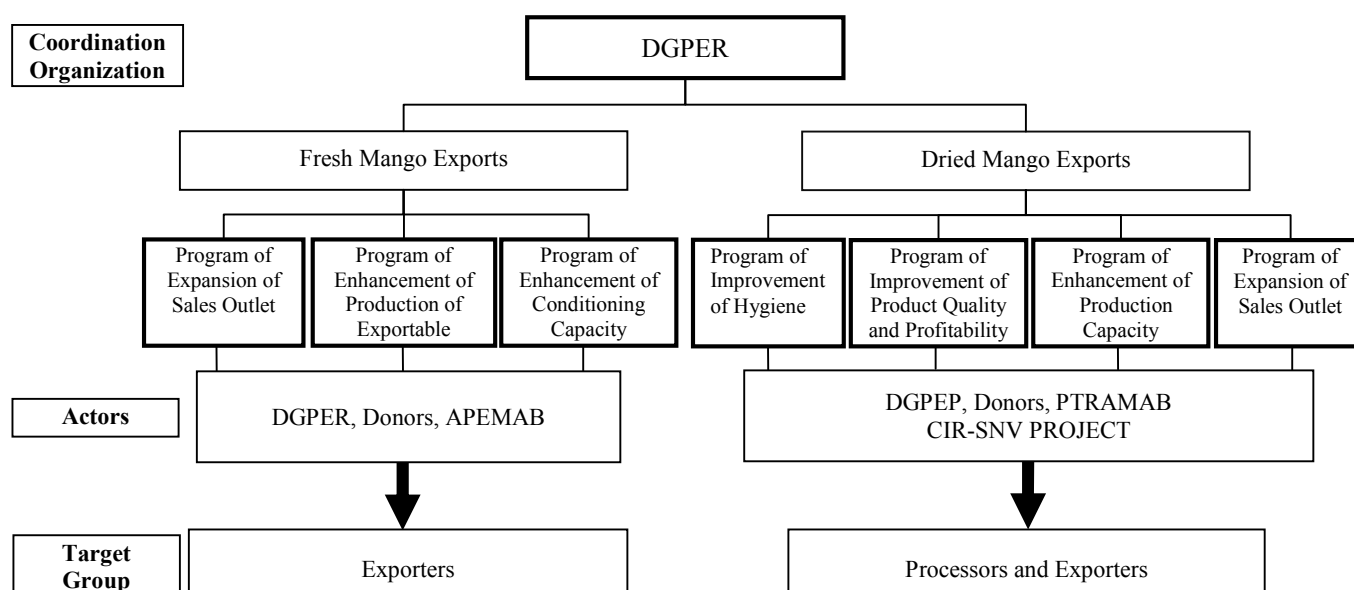 Coordination
Organization
DGPER
Fresh Mango Exports
Dried Mango Exports
Program of
Expansion of
Sales Outlet
Program of
Enhancement of
Production of
Exportable
Program of
Enhancement of
Conditioning
Capacity
Program of
Improvement
of Hygiene
Program of
Improvement of
Product Quality
and Profitability
Program of
Enhancement of
Production
Capacity
Program of
Expansion of
Sales Outlet
Actors
DGPER, Donors, APEMAB
DGPEP, Donors, PTRAMAB
CIR-SNV PROJECT
Target
Group
Exporters
Processors and Exporters